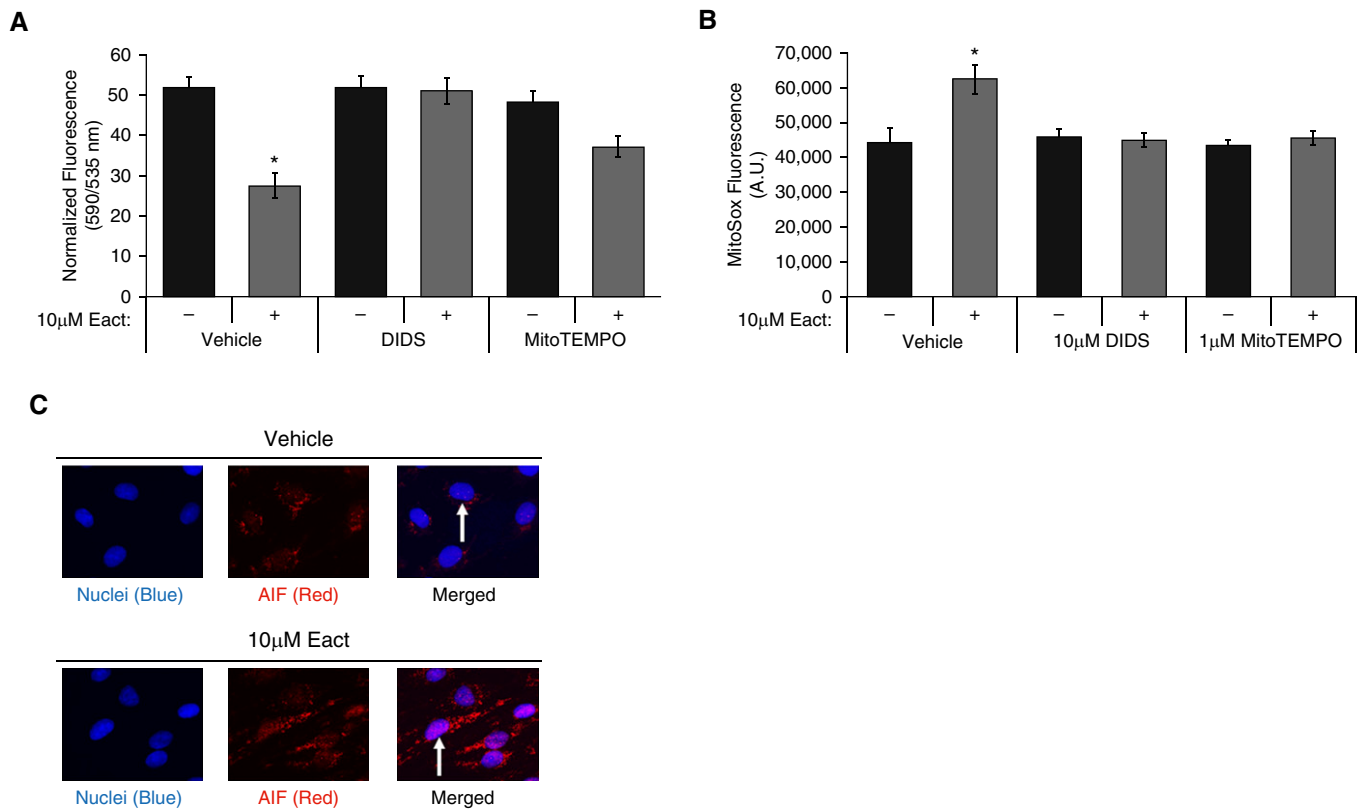 A
Normalized Fluorescence
(590/535 nm)
60
50
40
30
20
10
0
*
10μM Eact:
– + – + – +
Vehicle DIDS MitoTEMPO
B
MitoSox Fluorescence
(A.U.)
70,000
60,000
50,000
40,000
30,000
20,000
10,000
0
*
10μM Eact:
– + – + – +
Vehicle 10μM DIDS 1μM MitoTEMPO
C
Vehicle
Nuclei (Blue) AIF (Red) Merged
10μM Eact
Nuclei (Blue) AIF (Red) Merged